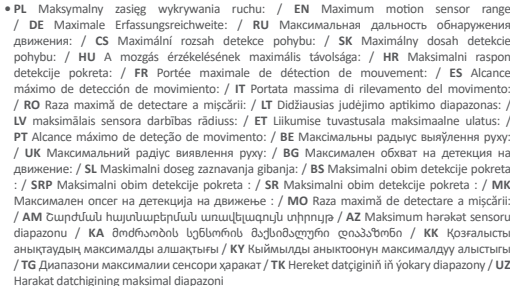 • PL Maksymalny zasięg wykrywania ruchu: / EN Maximum motion sensor range
/ DE Maximale Erfassungsreichweite: / RU Максимальная дальность обнаружения
движения: / CS Maximální rozsah detekce pohybu: / SK Maximálny dosah detekcie
pohybu: / HU A mozgás érzékelésének maximális távolsága: / HR Maksimalni raspon
detekcije pokreta: / FR Portée maximale de détection de mouvement: / ES Alcance
máximo de detección de movimiento: / IT Portata massima di rilevamento del movimento:
/ RO Raza maximă de detectare a mișcării: / LT Didžiausias judėjimo aptikimo diapazonas: /
LV maksimālais sensora darbības rādiuss: / ET Liikumise tuvastusala maksimaalne ulatus: /
PT Alcance máximo de deteção de movimento: / BE Максимальны радыус выяўлення руху:
/ UK Максимальний радіус виявлення руху: / BG Максимален обхват на детекция на
движение: / SL Maskimalni doseg zaznavanja gibanja: / BS Maksimalni obim detekcije pokreta
: / SRP Maksimalni obim detekcije pokreta : / SR Maksimalni obim detekcije pokreta : / MK
Максимален опсег на детекција на движење : / MO Raza maximă de detectare a mișcării:
/ AM Շարժման հայտնաբերման առավելագույն տիրույթ / AZ Maksimum hərəkət sensoru
diapazonu / KA მოძრაობის სენსორის მაქსიმალური დიაპაზონი / KK Қозғалысты
анықтаудың максималды алшақтығы / KY Кыймылды аныктоонун максималдуу алыстыгы
/ TG Диапазони максималии сенсори ҳаракат / TK Hereket datçiginiň iň ýokary diapazony / UZ
Harakat datchigining maksimal diapazoni